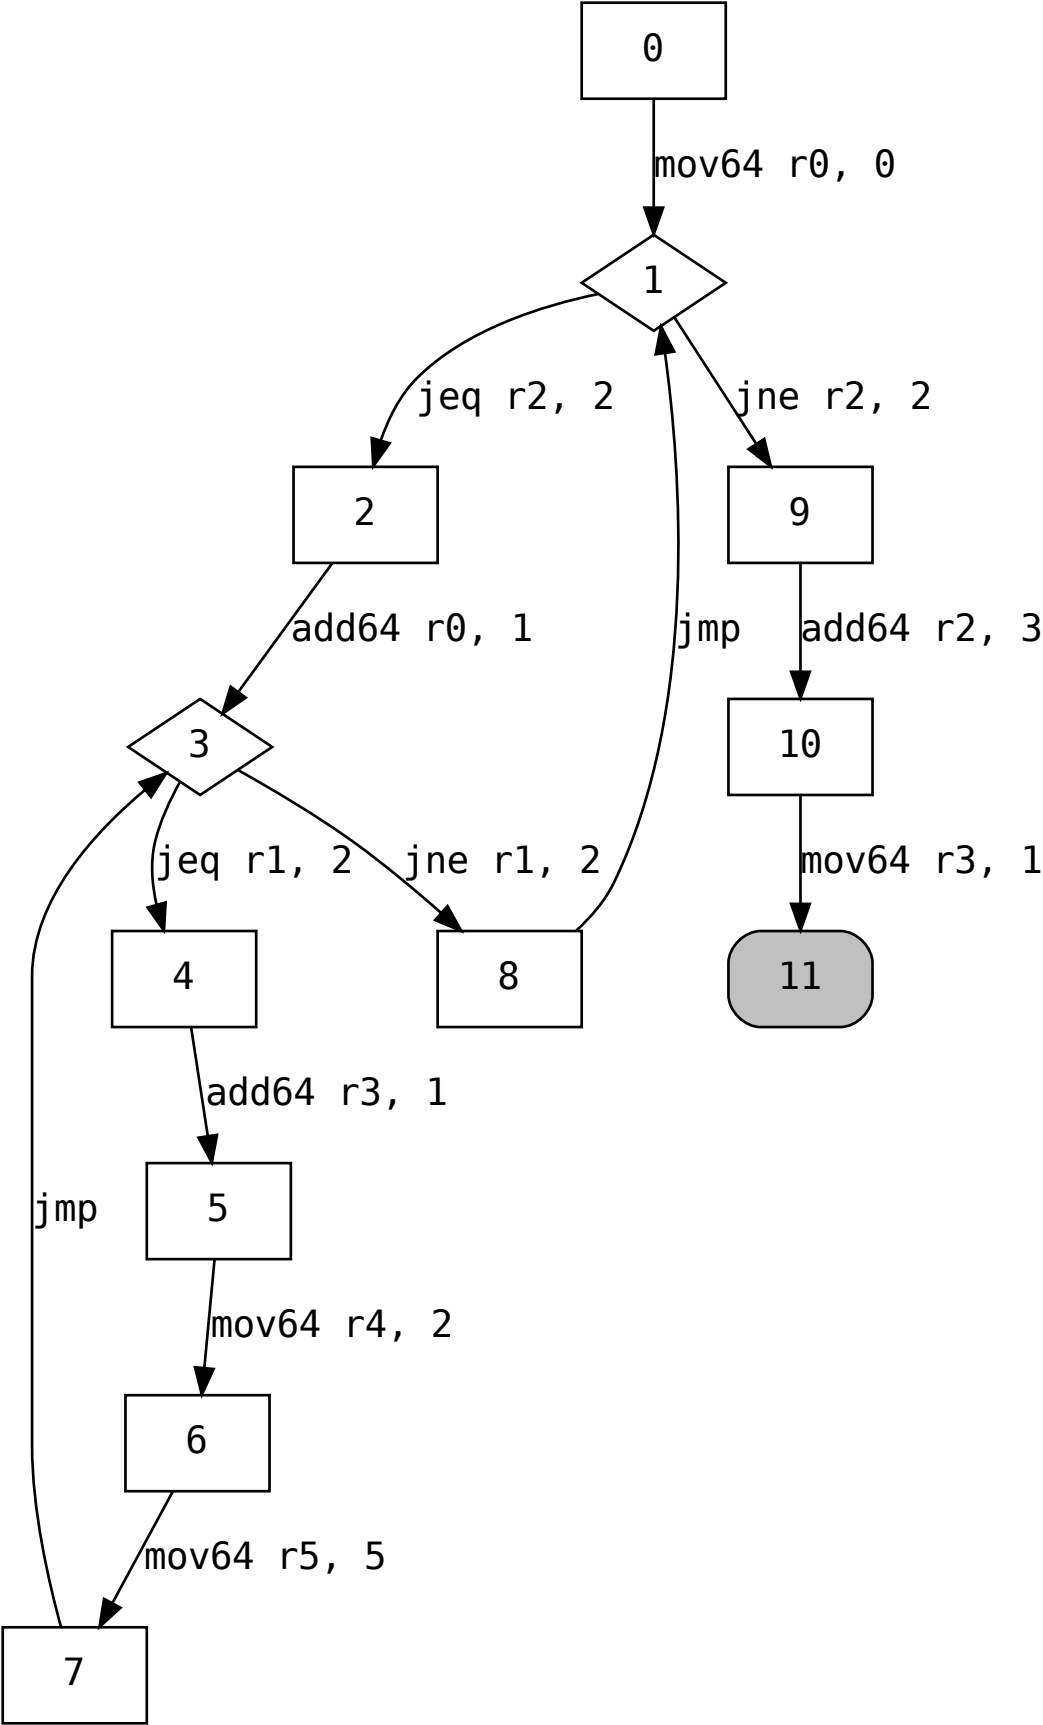 0
mov64 r0, 0
1
jeq r2, 2
jne r2, 2
2
9
add64 r0, 1
jmp
add64 r2, 3
3
10
jeq r1, 2
jne r1, 2
mov64 r3, 1
4
8
11
add64 r3, 1
jmp
5
mov64 r4, 2
6
mov64 r5, 5
7